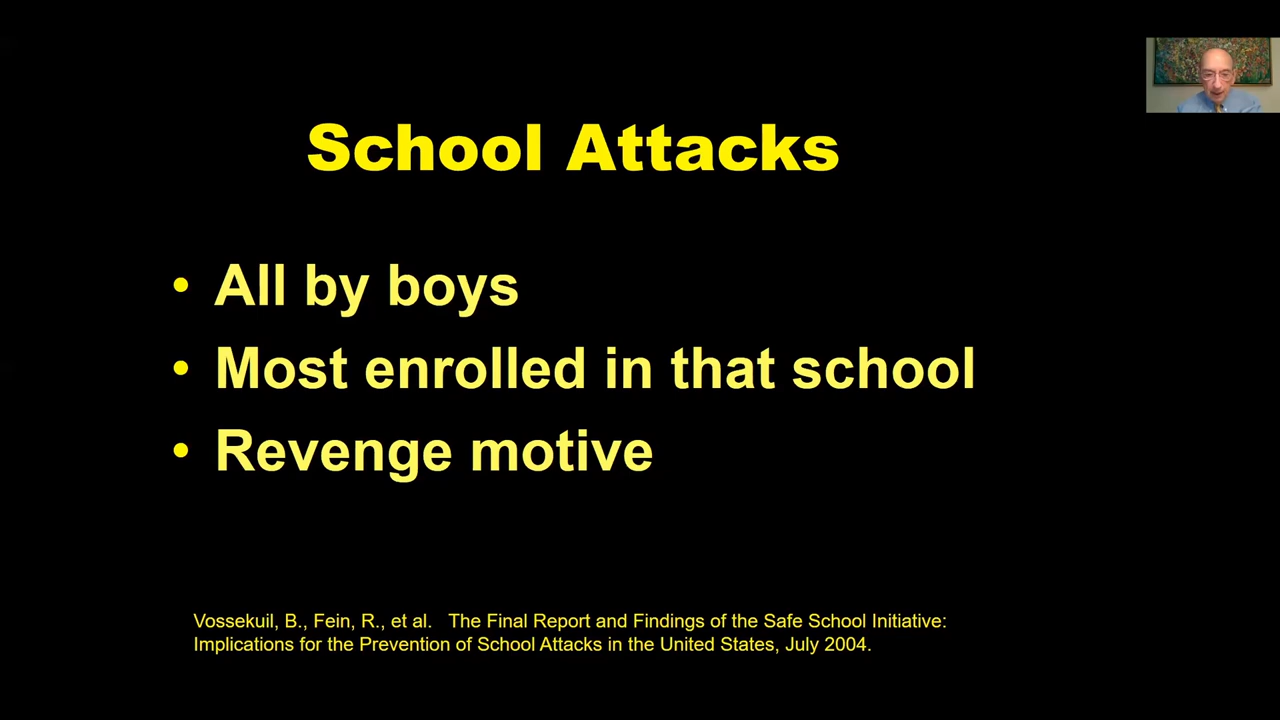 School Attacks
• All by boys
• Most enrolled in that school
• Revenge motive
Vossekuil, B., Fein, R., et al. The Final Report and Findings of the Safe School Initiative:
Implications for the Prevention of School Attacks in the United States, July 2004.